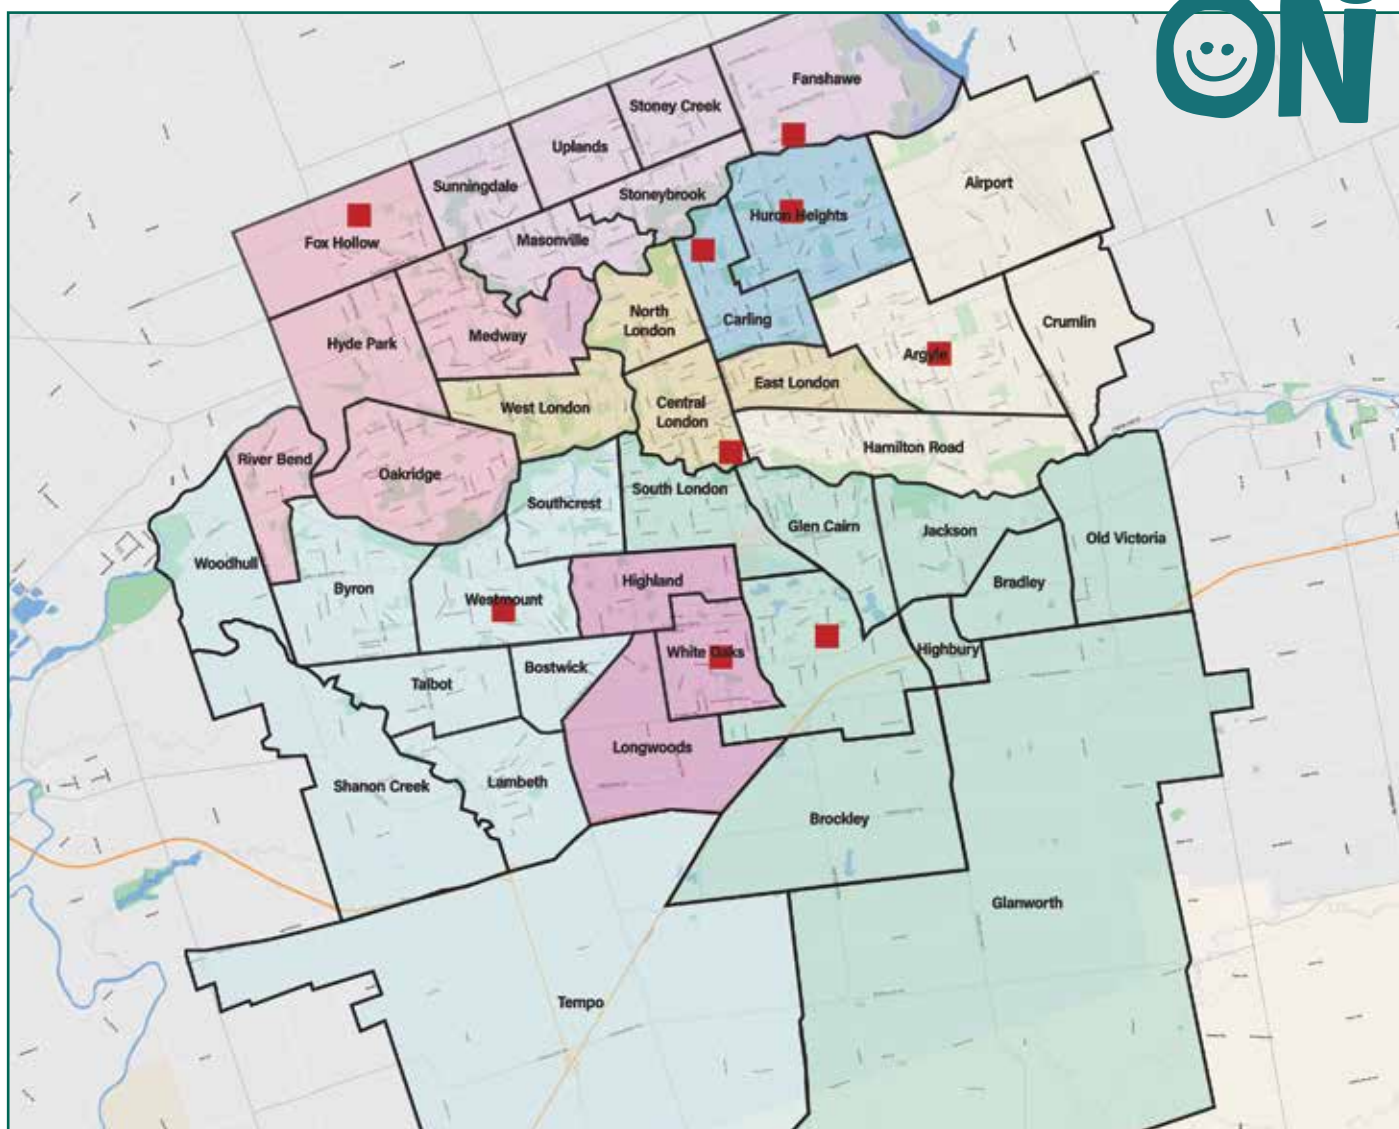 ON
Fanshawe
Stoney Creek
Uplands
Sunningdale
Stoneybrook
Airport
Huron Heights
Masonville
Fox Hollow
North
London
Carling
Crumlin
Medway
Hyde Park
Argyle
East London
West London
Central
London
Hamilton Road
River Bend
Oakridge
South London
Southcrest
Glen Cairn
Jackson
Old Victoria
Woodhull
Byron
Highland
Bradley
Westmount
White Oaks
Highbury
Bostwick
Talbot
Longwoods
Lambeth
Shanon Creek
Brockley
Glanworth
Tempo